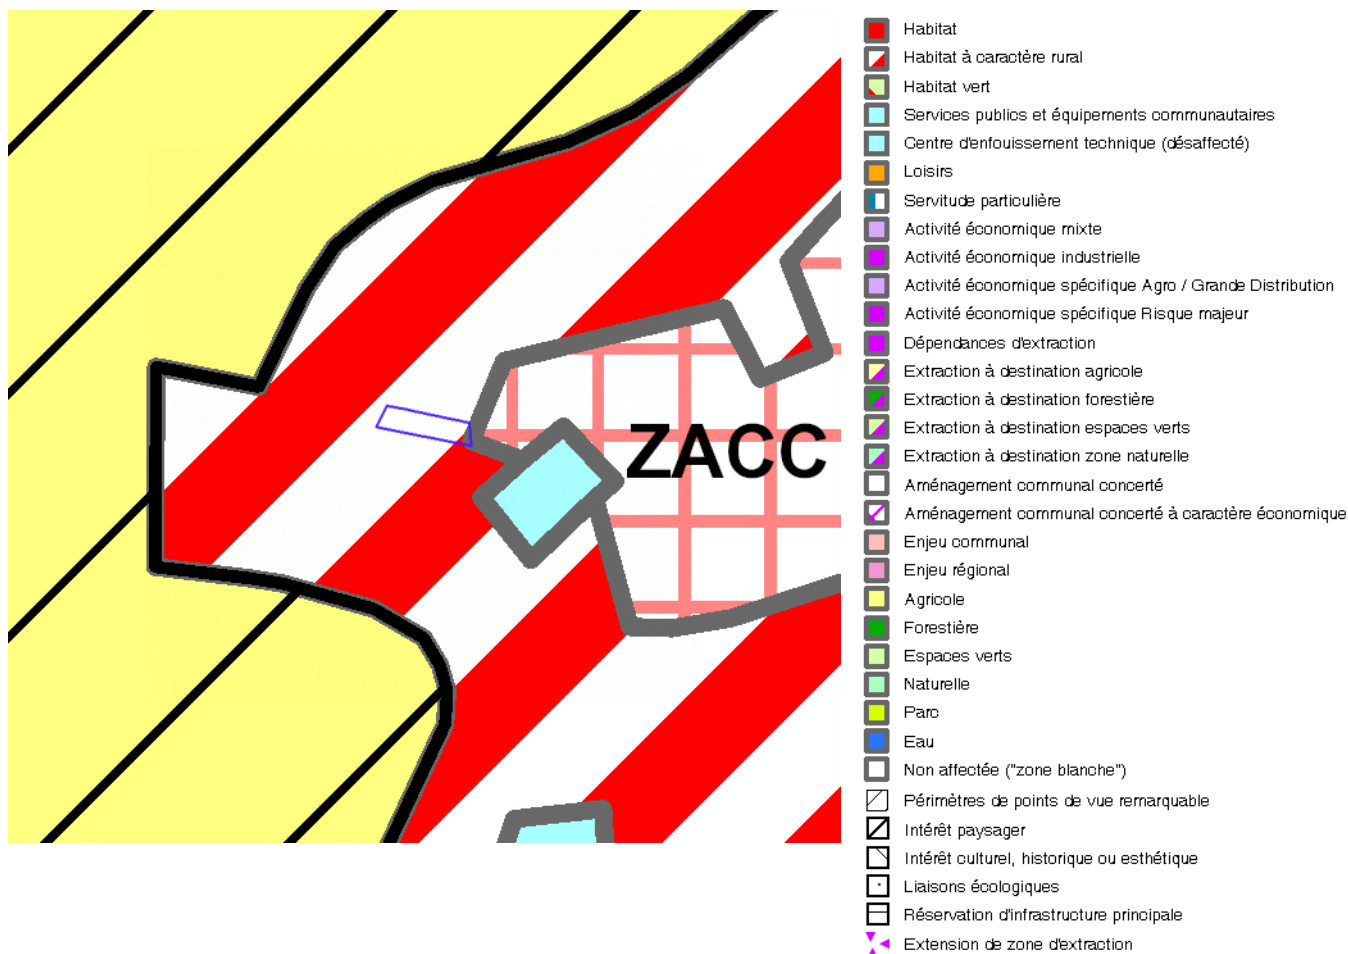 ZACC
Habitat
Habitat à caractère rural
Habitat vert
Services publics et équipements communautaires
Centre d'enfouissement technique (désaffecté)
Loisirs
Servitude particulière
Activité économique mixte
Activité économique industrielle
Activité économique spécifique Agro / Grande Distribution
Activité économique spécifique Risque majeur
Dépendances d'extraction
Extraction à destination agricole
Extraction à destination forestière
Extraction à destination espaces verts
Extraction à destination zone naturelle
Aménagement communal concerté
Aménagement communal concerté à caractère économique
Enjeu communal
Enjeu régional
Agricole
Forestière
Espaces verts
Naturelle
Parc
Eau
Non affectée ("zone blanche")
Périmètres de points de vue remarquable
Intérêt paysager
Intérêt culturel, historique ou esthétique
Liaisons écologiques
Réservation d'infrastructure principale
Extension de zone d'extraction